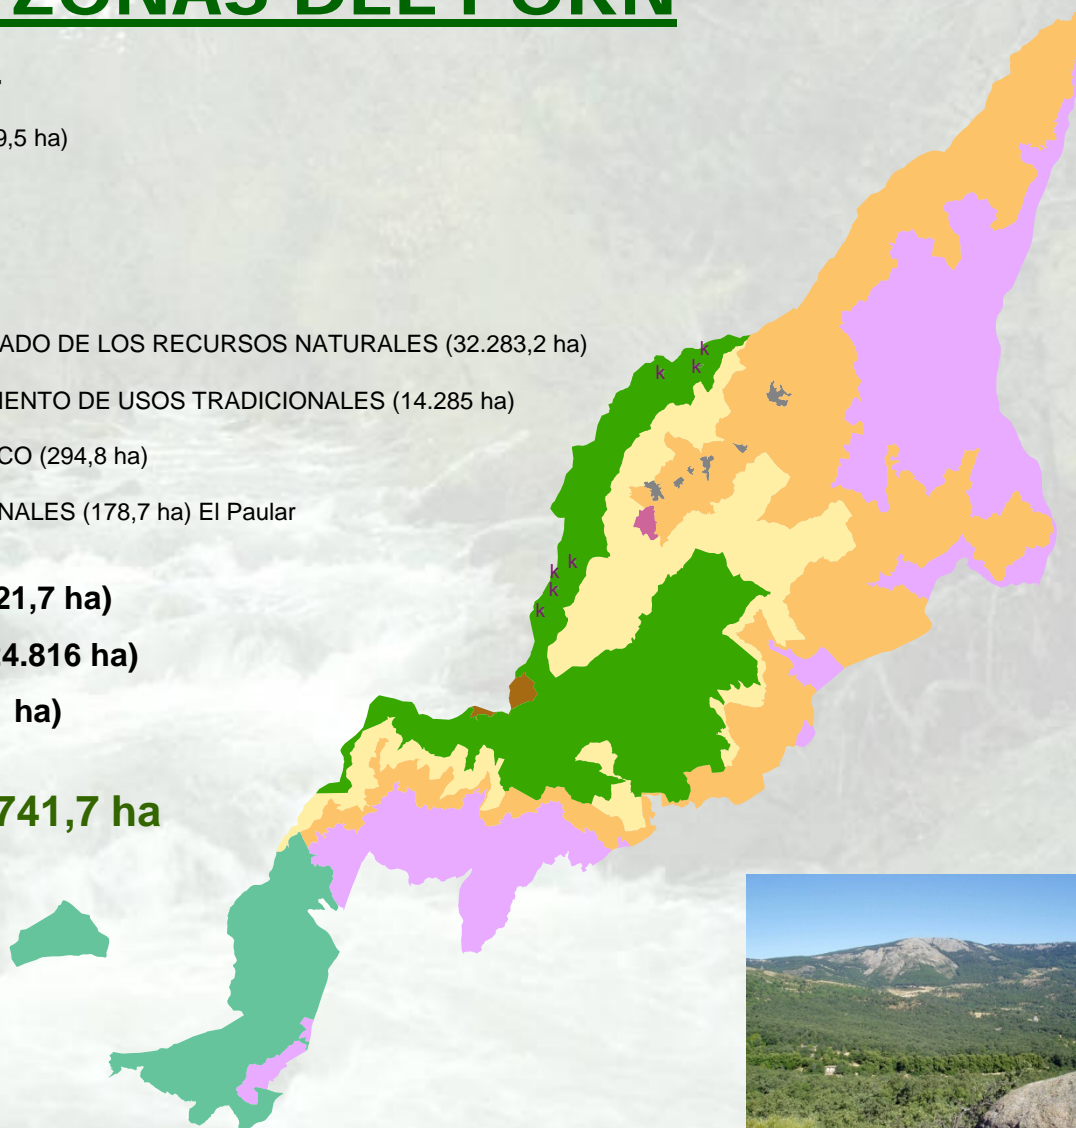 ZONAS DEL PORN
9,5 ha)
ADO DE LOS RECURSOS NATURALES (32.283,2 ha)
IENTO DE USOS TRADICIONALES (14.285 ha)
CO (294,8 ha)
NALES (178,7 ha) El Paular
21,7 ha)
4.816 ha)
ha)
741,7 ha
k
k
k
k
k
k
k